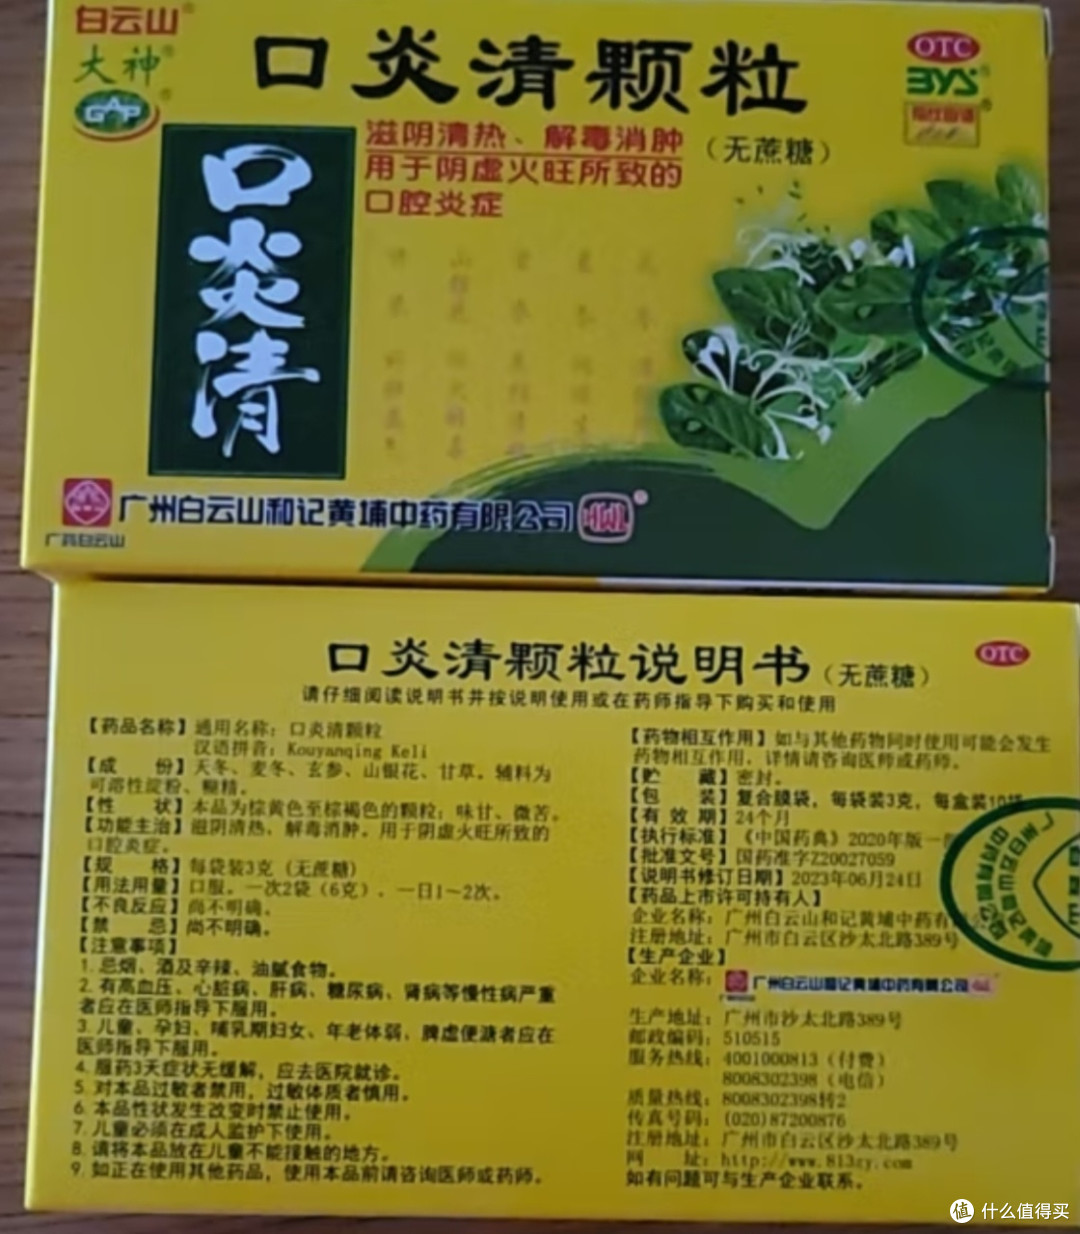 白云山®
大神®
GAP
®
口炎清颗粒
OTC
BYS®
口炎清
滋阴清热、解毒消肿
(无蔗糖)
用于阴虚火旺所致的
口腔炎症
广州白云山和记黄埔中药有限公司
广药白云山
口炎清颗粒说明书(无蔗糖)
OTC
请仔细阅读说明书并按说明使用或在药师指导下购买和使用
【药品名称】通用名称：口炎清颗粒
汉语拼音：Kouyanqing Keli
【成 份】天冬、麦冬、玄参、山银花、甘草。辅料为
可溶性淀粉、糊精。
【性 状】本品为棕黄色至棕褐色的颗粒；味甘、微苦。
【功能主治】滋阴清热，解毒消肿。用于阴虚火旺所致的
口腔炎症。
【规 格】每袋装3克（无蔗糖）
【用法用量】口服。一次2袋（6克），一日1～2次。
【不良反应】尚不明确。
【禁 忌】尚不明确。
【注意事项】
1. 忌烟、酒及辛辣、油腻食物。
2. 有高血压、心脏病、肝病、糖尿病、肾病等慢性病严重
者应在医师指导下服用。
3. 儿童、孕妇、哺乳期妇女、年老体弱、脾虚便溏者应在
医师指导下服用。
4. 服药3天症状无缓解，应去医院就诊。
5. 对本品过敏者禁用，过敏体质者慎用。
6. 本品性状发生改变时禁止使用。
7. 儿童必须在成人监护下使用。
8. 请将本品放在儿童不能接触的地方。
9. 如正在使用其他药品，使用本品前请咨询医师或药师。
【药物相互作用】如与其他药物同时使用可能会发生
药物相互作用，详情请咨询医师或药师。
【贮 藏】密封。
【包 装】复合膜袋，每袋装3克，每盒装10袋
【有 效 期】24个月
【执行标准】《中国药典》2020年版一
【批准文号】国药准字Z20027059
【说明书修订日期】2023年06月24日
【药品上市许可持有人】
企业名称：广州白云山和记黄埔中药有
注册地址：广州市白云区沙太北路389号
【生产企业】
企业名称：广州白云山和记黄埔中药有限公司
生产地址：广州市沙太北路389号
邮政编码：510515
服务热线：4001000813（付费）
8008302398（电信）
质量热线：8008302398转2
传真号码：(020)87200876
注册地址：广州市白云区沙太北路389号
网 址：http://www.813zy.com
如有问题可与生产企业联系。
值 什么值得买